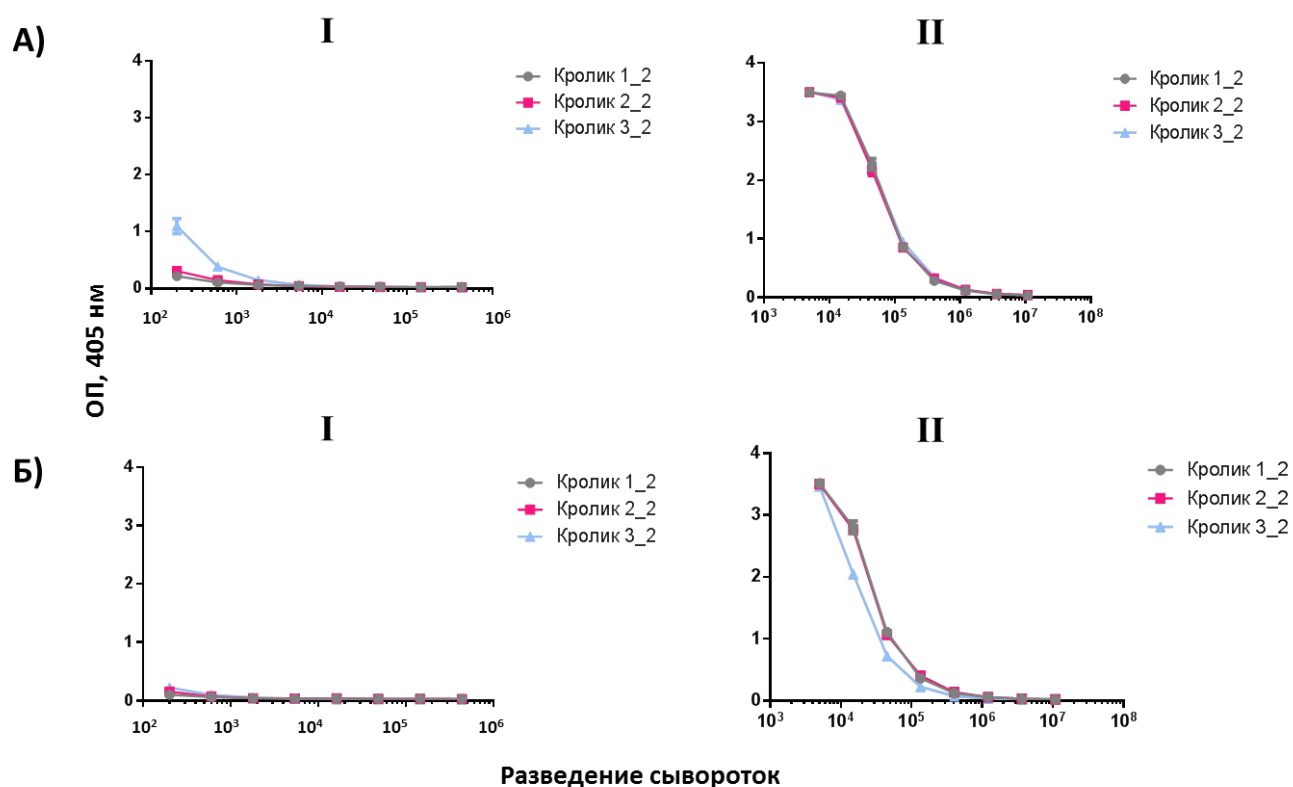 А)
I
II
4
3
2
1
0
10² 10³ 10⁴ 10⁵ 10⁶
Кролик 1_2
Кролик 2_2
Кролик 3_2
4
3
2
1
0
10³ 10⁴ 10⁵ 10⁶ 10⁷ 10⁸
Кролик 1_2
Кролик 2_2
Кролик 3_2
ОП, 405 нм
Б)
I
II
4
3
2
1
0
10² 10³ 10⁴ 10⁵ 10⁶
Кролик 1_2
Кролик 2_2
Кролик 3_2
4
3
2
1
0
10³ 10⁴ 10⁵ 10⁶ 10⁷ 10⁸
Кролик 1_2
Кролик 2_2
Кролик 3_2
Разведение сывороток